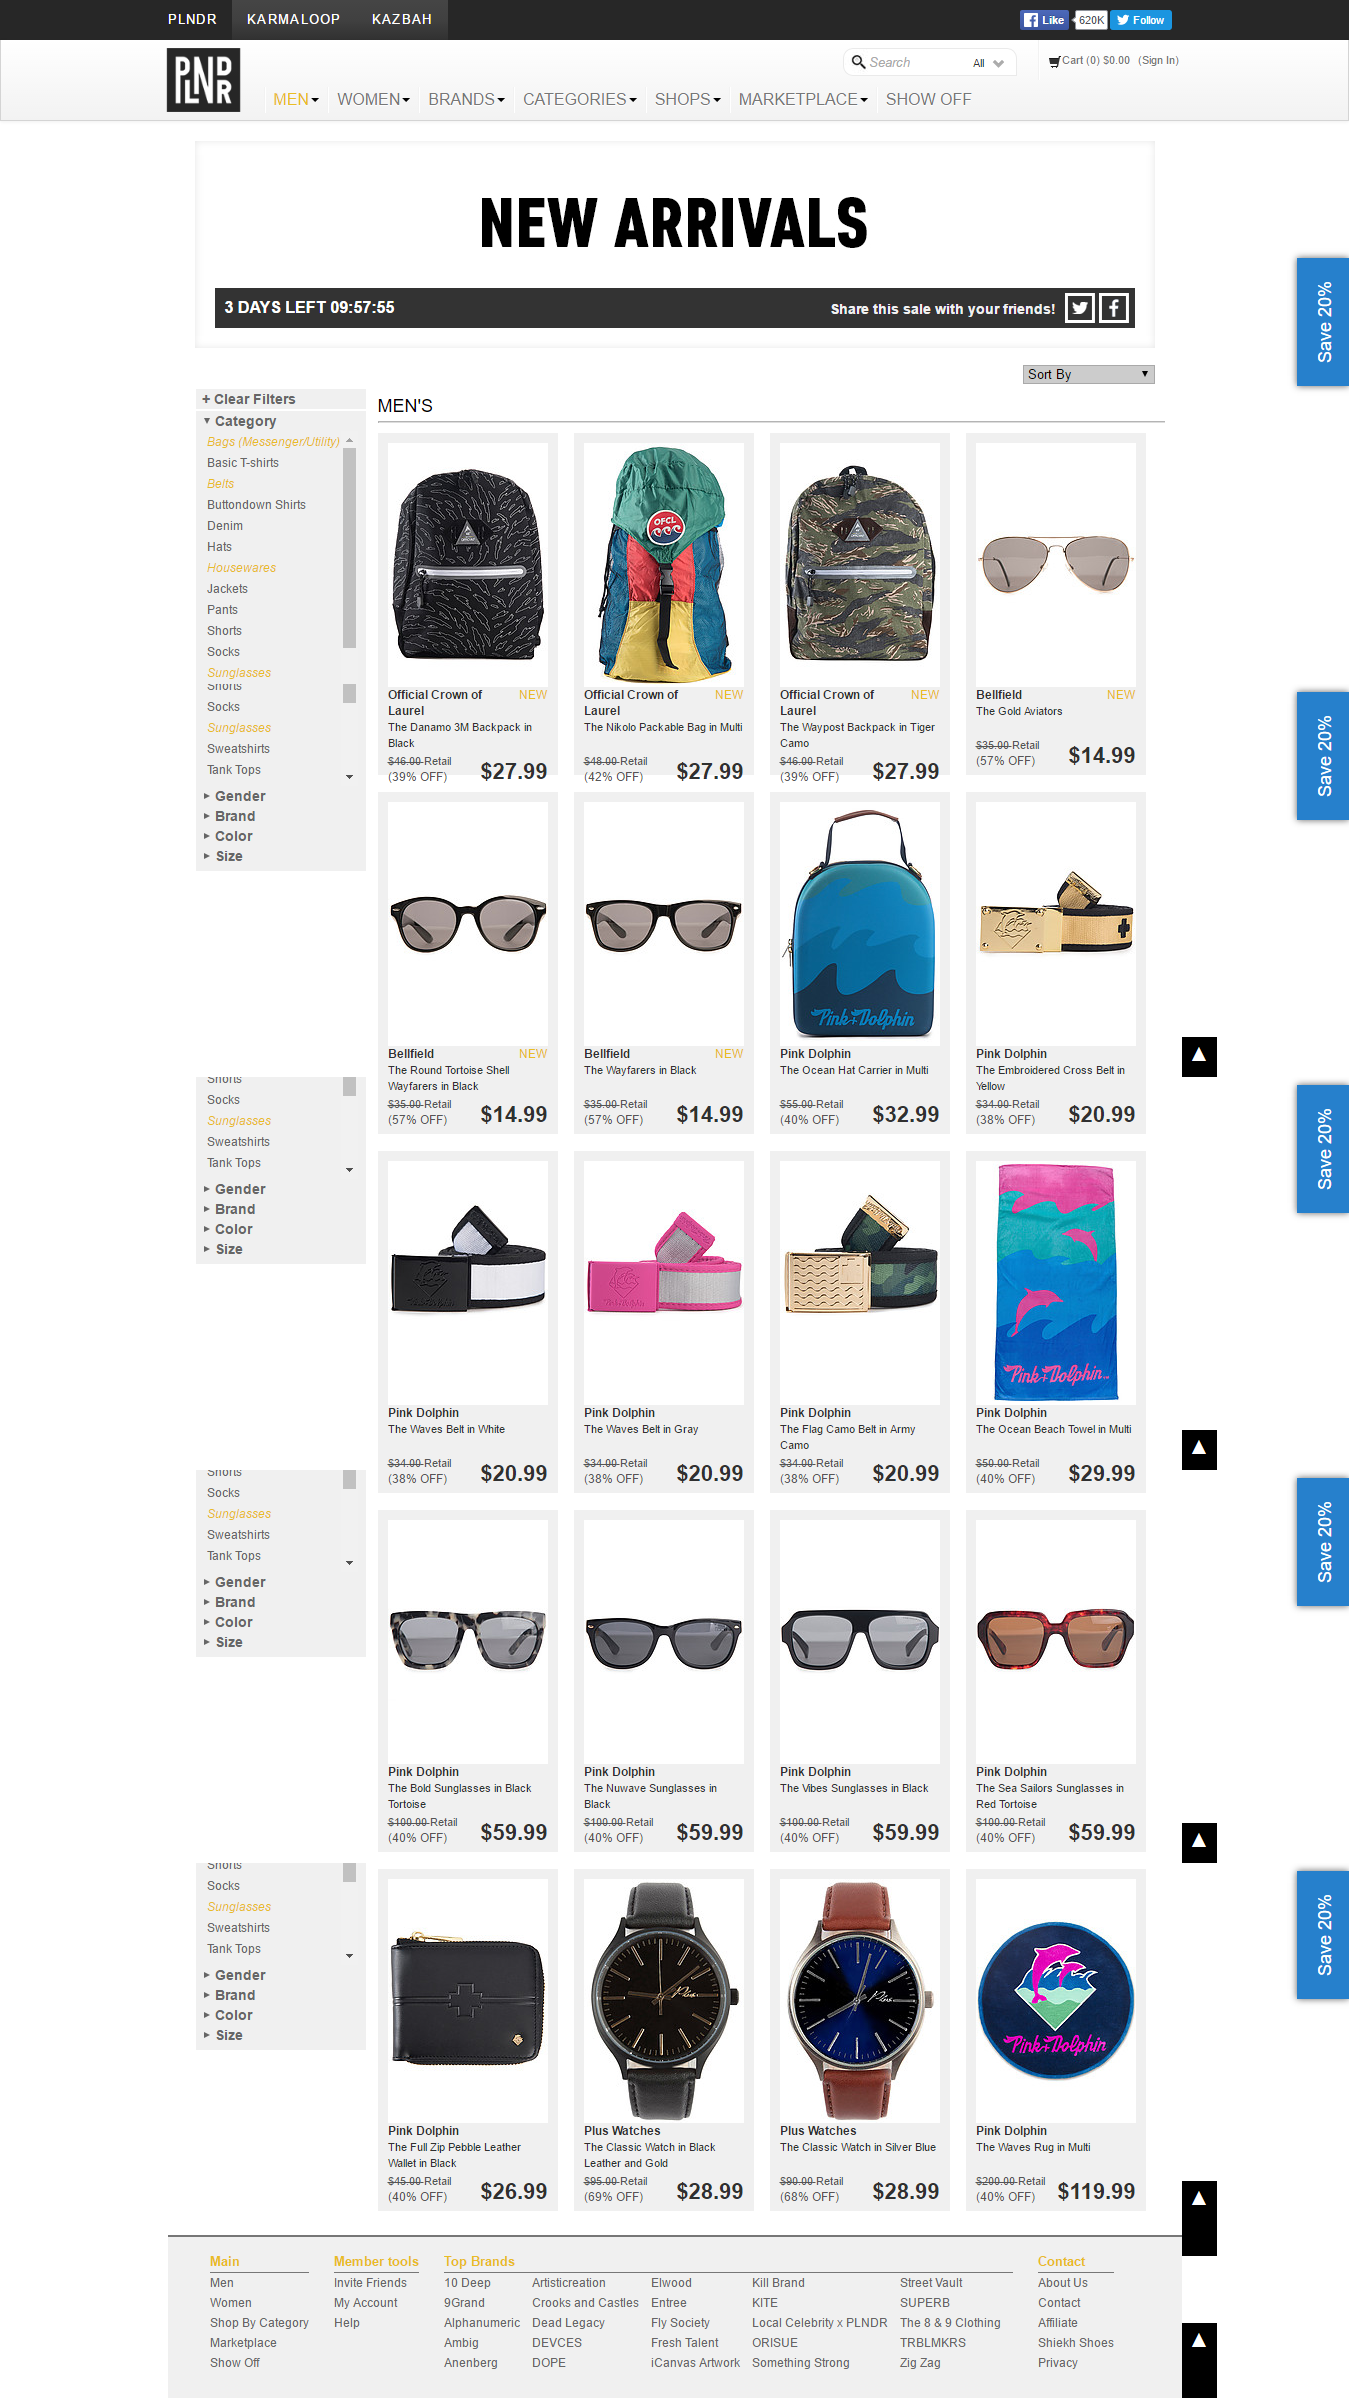 PLNDR KARMALOOP KAZBAH
Like 620K Follow
PLNDR
Search All
Cart (0) $0.00 (Sign In)
MEN WOMEN BRANDS CATEGORIES SHOPS MARKETPLACE SHOW OFF
NEW ARRIVALS
3 DAYS LEFT 09:57:55 Share this sale with your friends!
Save 20%
Sort By
+ Clear Filters
Category
Bags (Messenger/Utility)
Basic T-shirts
Belts
Buttondown Shirts
Denim
Hats
Housewares
Jackets
Pants
Shorts
Socks
Sunglasses
Shorts
Socks
Sunglasses
Sweatshirts
Tank Tops
Gender
Brand
Color
Size
MEN'S
OFCL
Official Crown of Laurel NEW
The Danamo 3M Backpack in Black
$46.00 Retail
(39% OFF) $27.99
Official Crown of Laurel NEW
The Nikolo Packable Bag in Multi
$48.00 Retail
(42% OFF) $27.99
Official Crown of Laurel NEW
The Waypost Backpack in Tiger Camo
$46.00 Retail
(39% OFF) $27.99
Bellfield NEW
The Gold Aviators
$35.00 Retail
(57% OFF) $14.99
Save 20%
Bellfield NEW
The Round Tortoise Shell Wayfarers in Black
$35.00 Retail
(57% OFF) $14.99
Bellfield NEW
The Wayfarers in Black
$35.00 Retail
(57% OFF) $14.99
Pink+Dolphin
Pink Dolphin
The Ocean Hat Carrier in Multi
$55.00 Retail
(40% OFF) $32.99
Pink Dolphin
The Embroidered Cross Belt in Yellow
$34.00 Retail
(38% OFF) $20.99
Shorts
Socks
Sunglasses
Sweatshirts
Tank Tops
Gender
Brand
Color
Size
Save 20%
Pink Dolphin
The Waves Belt in White
$34.00 Retail
(38% OFF) $20.99
Pink Dolphin
The Waves Belt in Gray
$34.00 Retail
(38% OFF) $20.99
Pink Dolphin
The Flag Camo Belt in Army Camo
$34.00 Retail
(38% OFF) $20.99
Pink+Dolphin
Pink Dolphin
The Ocean Beach Towel in Multi
$50.00 Retail
(40% OFF) $29.99
Shorts
Socks
Sunglasses
Sweatshirts
Tank Tops
Gender
Brand
Color
Size
Save 20%
Pink Dolphin
The Bold Sunglasses in Black Tortoise
$100.00 Retail
(40% OFF) $59.99
Pink Dolphin
The Nuwave Sunglasses in Black
$100.00 Retail
(40% OFF) $59.99
Pink Dolphin
The Vibes Sunglasses in Black
$100.00 Retail
(40% OFF) $59.99
Pink Dolphin
The Sea Sailors Sunglasses in Red Tortoise
$100.00 Retail
(40% OFF) $59.99
Shorts
Socks
Sunglasses
Sweatshirts
Tank Tops
Gender
Brand
Color
Size
Save 20%
Pink Dolphin
The Full Zip Pebble Leather Wallet in Black
$45.00 Retail
(40% OFF) $26.99
Plus
Plus Watches
The Classic Watch in Black Leather and Gold
$95.00 Retail
(69% OFF) $28.99
Plus
Plus Watches
The Classic Watch in Silver Blue
$90.00 Retail
(68% OFF) $28.99
Pink+Dolphin
Pink Dolphin
The Waves Rug in Multi
$200.00 Retail
(40% OFF) $119.99
Main
Men
Women
Shop By Category
Marketplace
Show Off
Member tools
Invite Friends
My Account
Help
Top Brands
10 Deep Artisticreation Elwood Kill Brand Street Vault
9Grand Crooks and Castles Entree KITE SUPERB
Alphanumeric Dead Legacy Fly Society Local Celebrity x PLNDR The 8 & 9 Clothing
Ambig DEVCES Fresh Talent ORISUE TRBLMKRS
Anenberg DOPE iCanvas Artwork Something Strong Zig Zag
Contact
About Us
Contact
Affiliate
Shiekh Shoes
Privacy